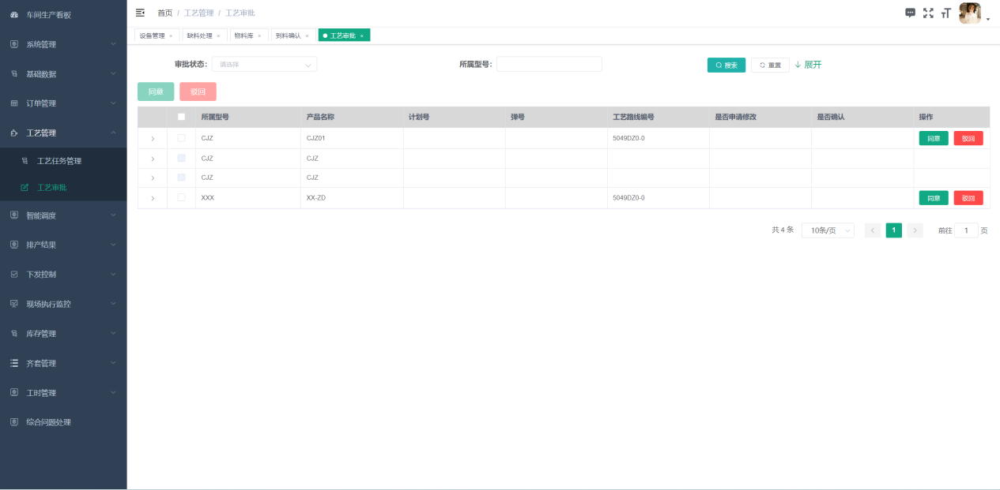 车间生产看板
系统管理
基础数据
订单管理
工艺管理
工艺任务管理
工艺审批
智能调度
排产结果
下发控制
现场执行监控
库存管理
齐套管理
工时管理
综合问题处理
首页 / 工艺管理 / 工艺审批
设备管理 × 缺料处理 × 物料库 × 到料确认 × 工艺审批 ×
审批状态: 请选择 所属型号: 搜索 重置 展开
同意 驳回
所属型号 产品名称 计划号 弹号 工艺路线编号 是否申请修改 是否确认 操作
CJZ CJZ01 5049DZ0-0 同意 驳回
CJZ CJZ
CJZ CJZ
XXX XX-ZD 5049DZ0-0 同意 驳回
共 4 条 10条/页 1 前往 1 页